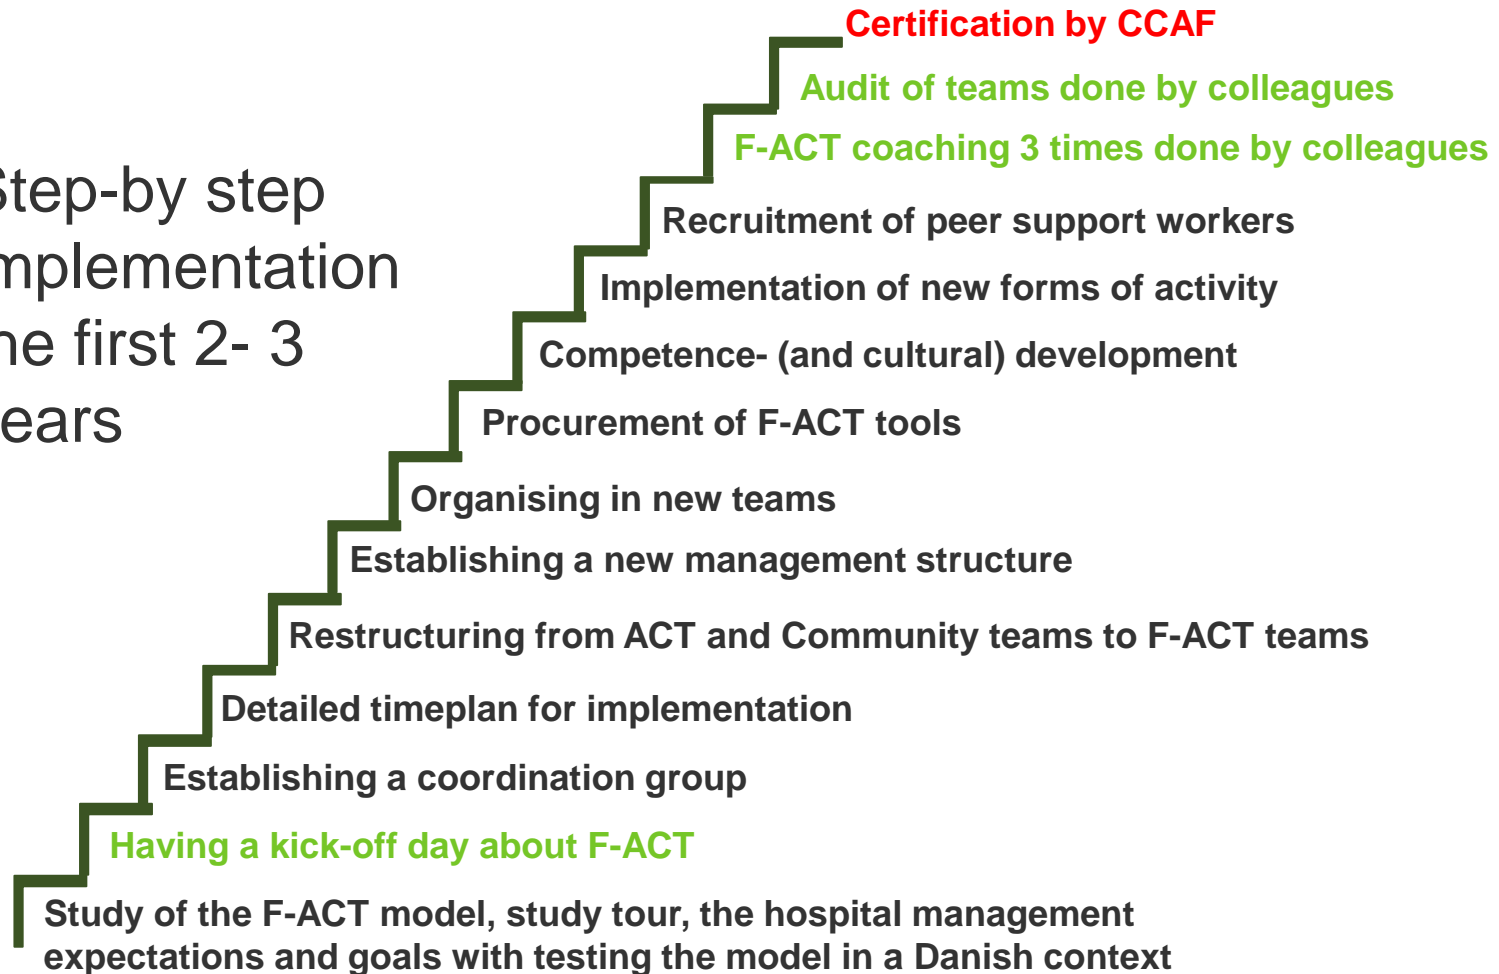 Step-by step
mplementation
he first 2- 3
ears
Certification by CCAF
Audit of teams done by colleagues
F-ACT coaching 3 times done by colleagues
Recruitment of peer support workers
Implementation of new forms of activity
Competence- (and cultural) development
Procurement of F-ACT tools
Organising in new teams
Establishing a new management structure
Restructuring from ACT and Community teams to F-ACT teams
Detailed timeplan for implementation
Establishing a coordination group
Having a kick-off day about F-ACT
Study of the F-ACT model, study tour, the hospital management
expectations and goals with testing the model in a Danish context